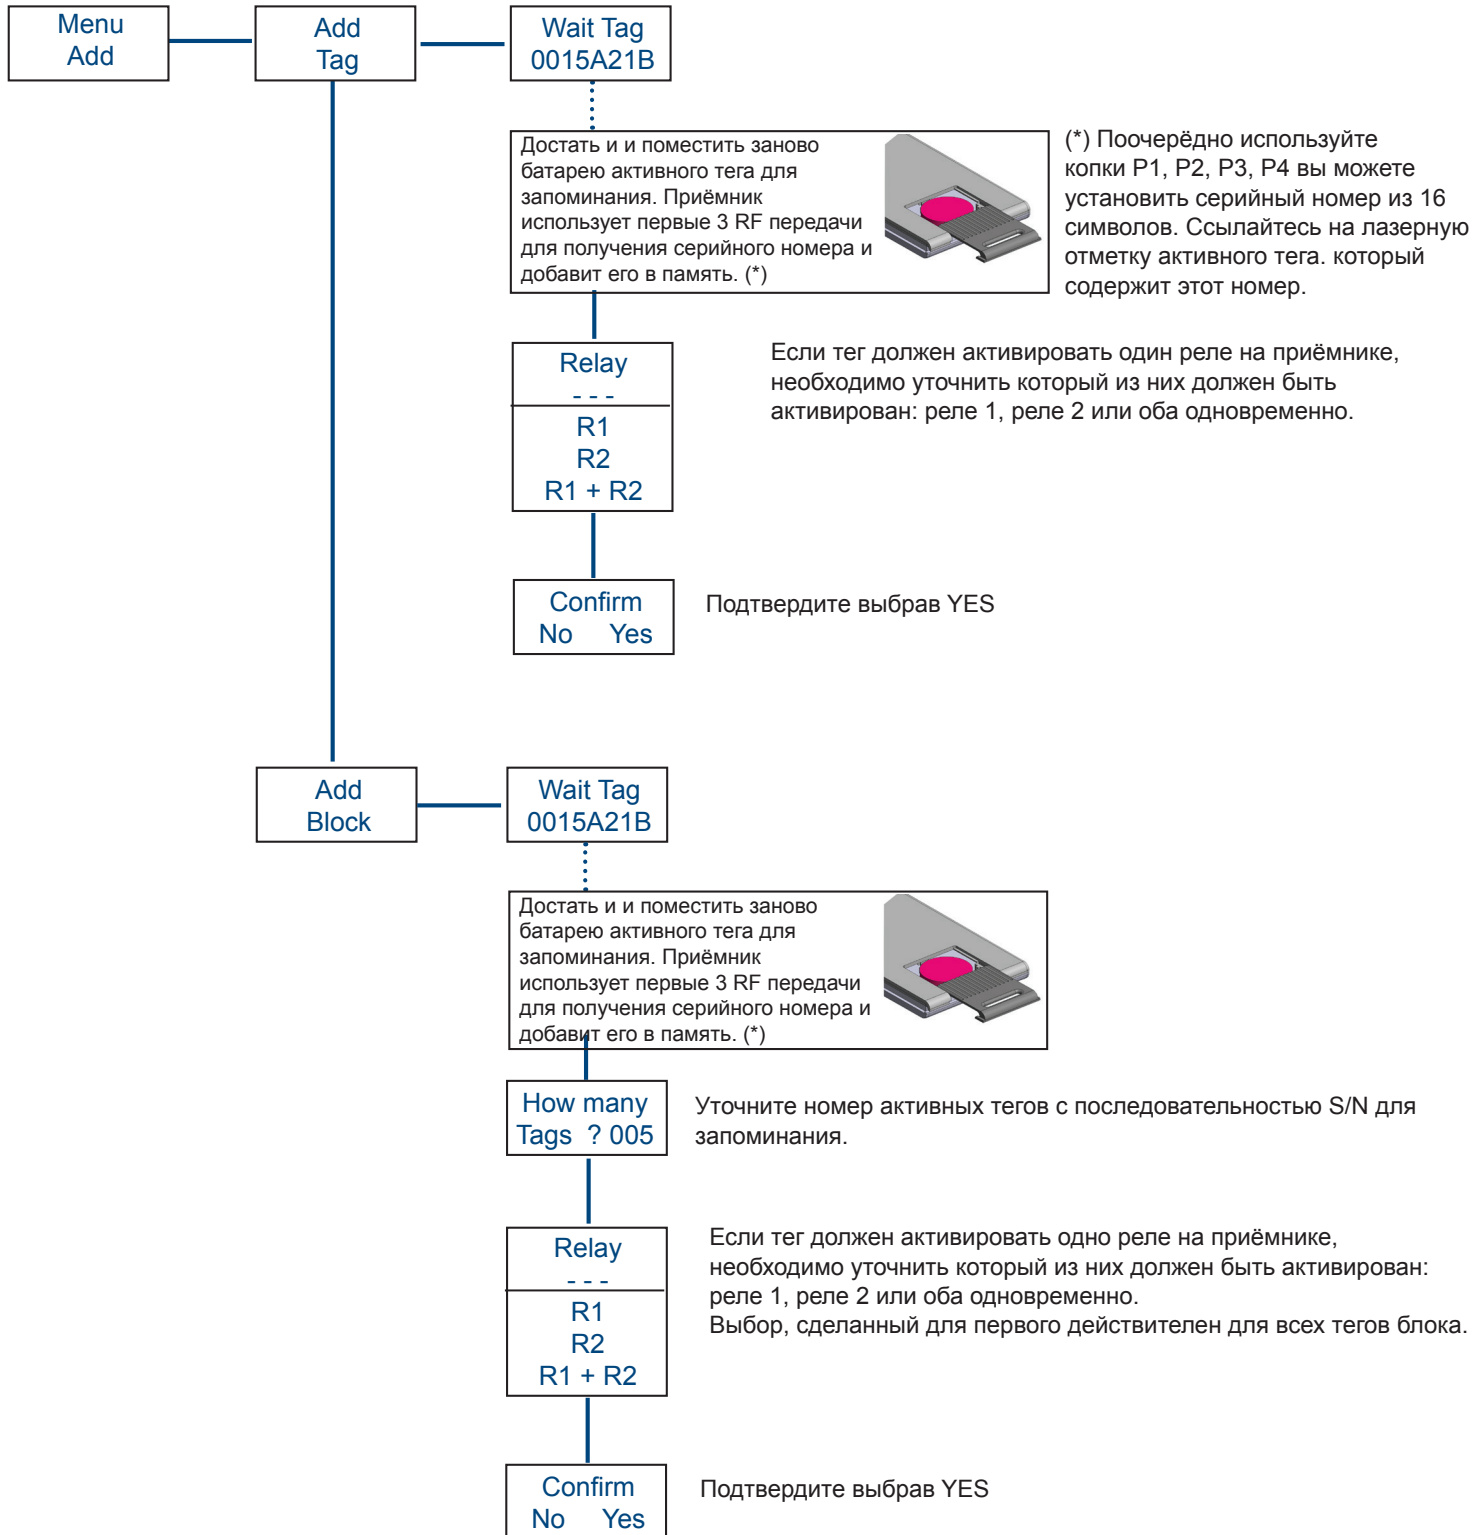 Menu
Add
Add
Tag
Wait Tag
0015A21B
Достать и и поместить заново
батарею активного тега для
запоминания. Приёмник
использует первые 3 RF передачи
для получения серийного номера и
добавит его в память. (*)
(*) Поочерёдно используйте
копки P1, P2, P3, P4 вы можете
установить серийный номер из 16
символов. Ссылайтесь на лазерную
отметку активного тега. который
содержит этот номер.
Relay
- - -
R1
R2
R1 + R2
Если тег должен активировать один реле на приёмнике,
необходимо уточнить который из них должен быть
активирован: реле 1, реле 2 или оба одновременно.
Confirm
No Yes
Подтвердите выбрав YES
Add
Block
Wait Tag
0015A21B
Достать и и поместить заново
батарею активного тега для
запоминания. Приёмник
использует первые 3 RF передачи
для получения серийного номера и
добавит его в память. (*)
How many
Tags ? 005
Уточните номер активных тегов с последовательностью S/N для
запоминания.
Relay
- - -
R1
R2
R1 + R2
Если тег должен активировать одно реле на приёмнике,
необходимо уточнить который из них должен быть активирован:
реле 1, реле 2 или оба одновременно.
Выбор, сделанный для первого действителен для всех тегов блока.
Confirm
No Yes
Подтвердите выбрав YES